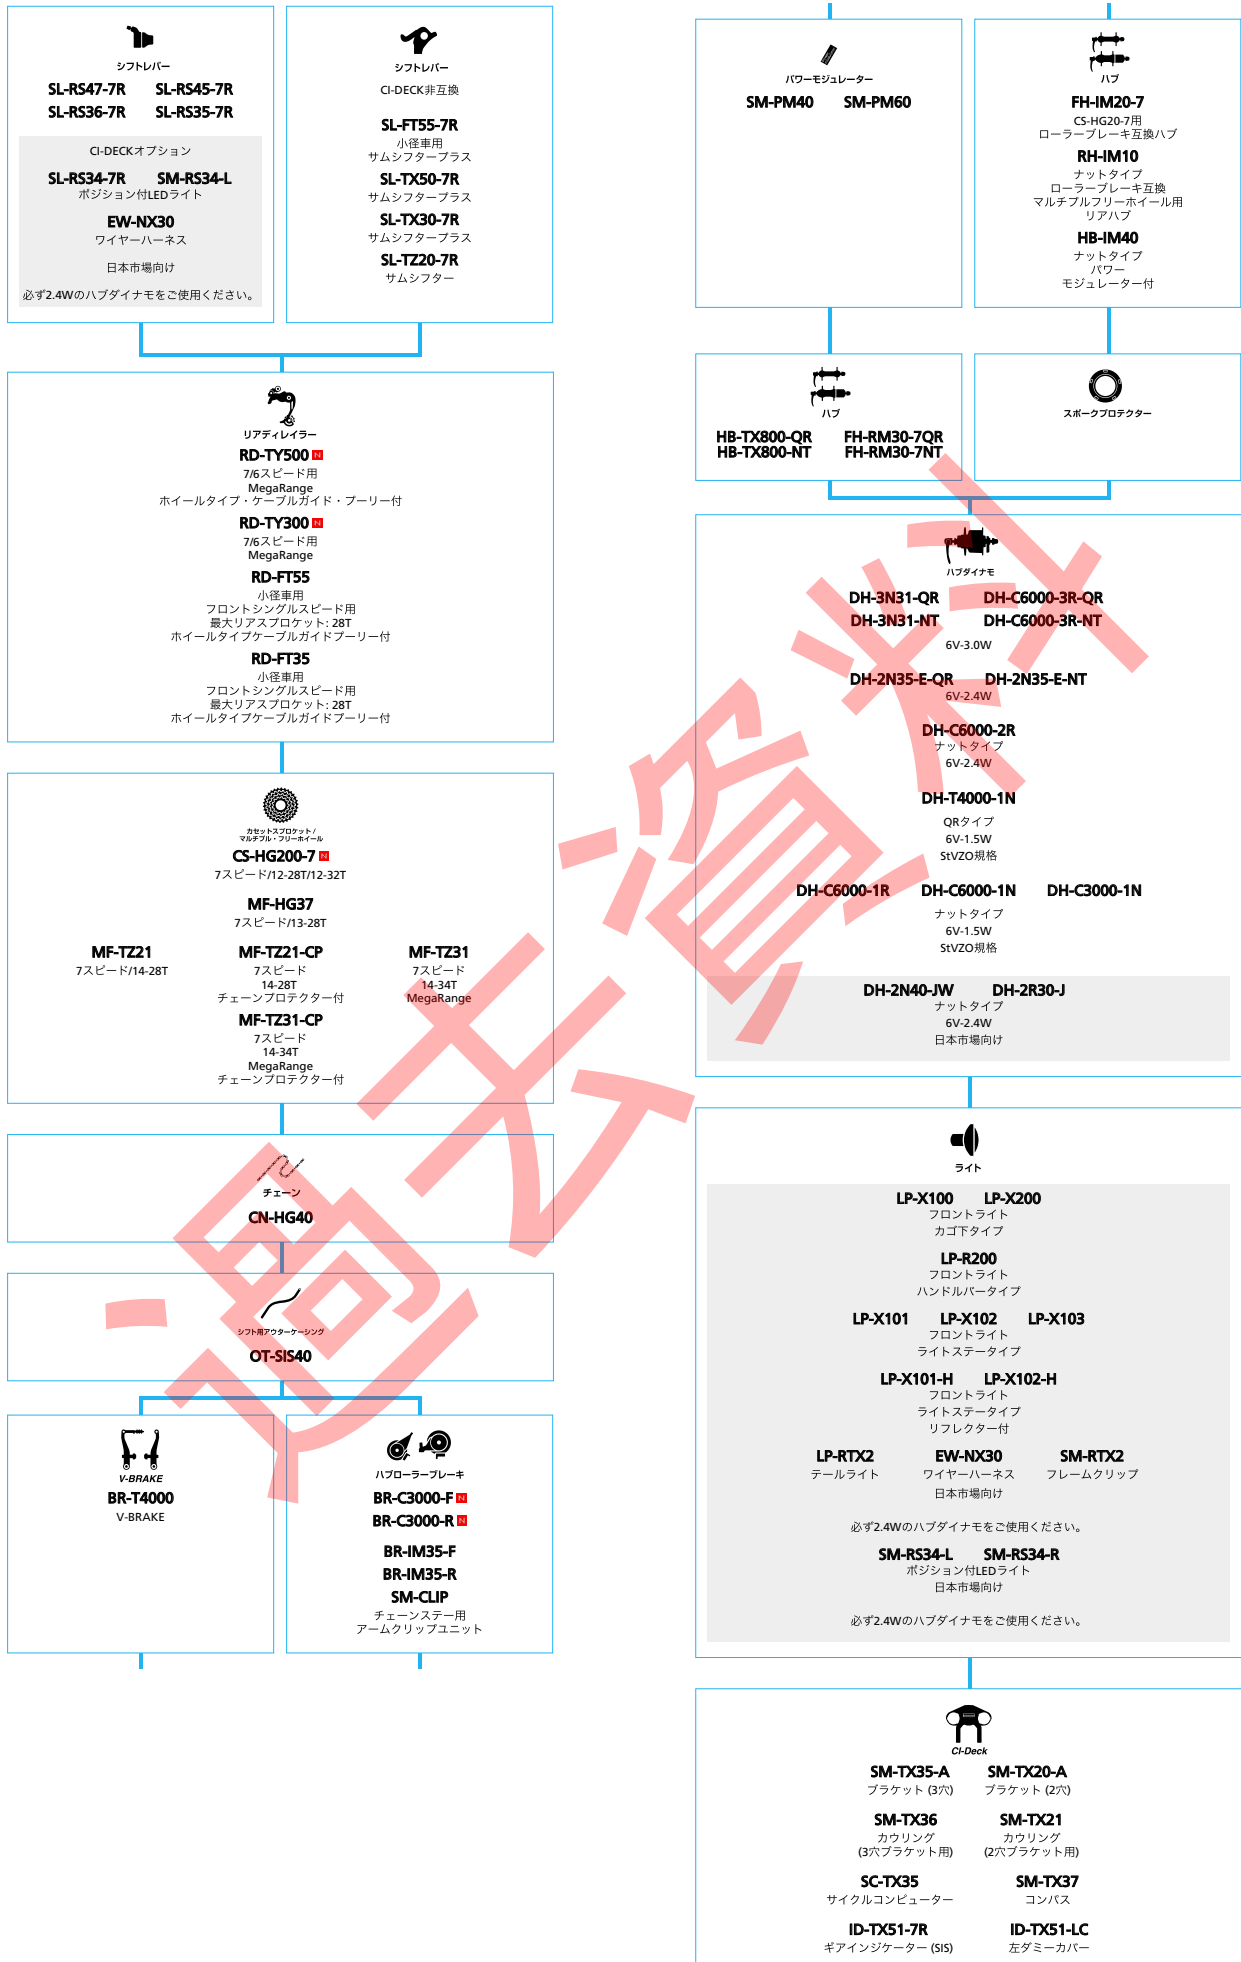 シフトレバー
SL-RS47-7R SL-RS45-7R
SL-RS36-7R SL-RS35-7R
CI-DECKオプション
SL-RS34-7R SM-RS34-L
ポジション付LEDライト
EW-NX30
ワイヤーハーネス
日本市場向け
必ず2.4Wのハブダイナモをご使用ください。
シフトレバー
CI-DECK非互換
SL-FT55-7R
小径車用
サムシフタープラス
SL-TX50-7R
サムシフタープラス
SL-TX30-7R
サムシフタープラス
SL-TZ20-7R
サムシフター
リアディレイラー
RD-TY500 N
7/6スピード用
MegaRange
ホイールタイプ・ケーブルガイド・プーリー付
RD-TY300 N
7/6スピード用
MegaRange
RD-FT55
小径車用
フロントシングルスピード用
最大リアスプロケット: 28T
ホイールタイプケーブルガイドプーリー付
RD-FT35
小径車用
フロントシングルスピード用
最大リアスプロケット: 28T
ホイールタイプケーブルガイドプーリー付
カセットスプロケット /
マルチプル・フリーホイール
CS-HG200-7 N
7スピード/12-28T/12-32T
MF-HG37
7スピード/13-28T
MF-TZ21 MF-TZ21-CP MF-TZ31
7スピード/14-28T 7スピード 7スピード
14-28T 14-34T
チェーンプロテクター付 MegaRange
MF-TZ31-CP
7スピード
14-34T
MegaRange
チェーンプロテクター付
チェーン
CN-HG40
シフト用アウターケーシング
OT-SIS40
V-BRAKE
BR-T4000
V-BRAKE
ハブローラーブレーキ
BR-C3000-F N
BR-C3000-R N
BR-IM35-F
BR-IM35-R
SM-CLIP
チェーンステー用
アームクリップユニット
パワーモジュレーター
SM-PM40 SM-PM60
ハブ
FH-IM20-7
CS-HG20-7用
ローラーブレーキ互換ハブ
RH-IM10
ナットタイプ
ローラーブレーキ互換
マルチプルフリーホイール用
リアハブ
HB-IM40
ナットタイプ
パワー
モジュレーター付
ハブ
HB-TX800-QR FH-RM30-7QR
HB-TX800-NT FH-RM30-7NT
スポークプロテクター
ハブダイナモ
DH-3N31-QR DH-C6000-3R-QR
DH-3N31-NT DH-C6000-3R-NT
6V-3.0W
DH-2N35-E-QR DH-2N35-E-NT
6V-2.4W
DH-C6000-2R
ナットタイプ
6V-2.4W
DH-T4000-1N
QRタイプ
6V-1.5W
StVZO規格
DH-C6000-1R DH-C6000-1N DH-C3000-1N
ナットタイプ
6V-1.5W
StVZO規格
DH-2N40-JW DH-2R30-J
ナットタイプ
6V-2.4W
日本市場向け
ライト
LP-X100 LP-X200
フロントライト
カゴ下タイプ
LP-R200
フロントライト
ハンドルバータイプ
LP-X101 LP-X102 LP-X103
フロントライト
ライトステータイプ
LP-X101-H LP-X102-H
フロントライト
ライトステータイプ
リフレクター付
LP-RTX2 EW-NX30 SM-RTX2
テールライト ワイヤーハーネス フレームクリップ
日本市場向け
必ず2.4Wのハブダイナモをご使用ください。
SM-RS34-L SM-RS34-R
ポジション付LEDライト
日本市場向け
必ず2.4Wのハブダイナモをご使用ください。
CI-Deck
SM-TX35-A SM-TX20-A
ブラケット (3穴) ブラケット (2穴)
SM-TX36 SM-TX21
カウリング カウリング
(3穴ブラケット用) (2穴ブラケット用)
SC-TX35 SM-TX37
サイクルコンピューター コンパス
ID-TX51-7R ID-TX51-LC
ギアインジケーター (SIS) 左ダミーカバー
過去資料